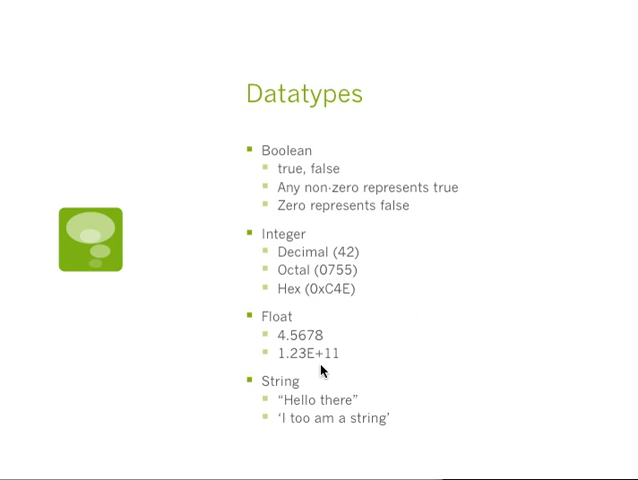 Datatypes
Boolean
true, false
Any non-zero represents true
Zero represents false
Integer
Decimal (42)
Octal (0755)
Hex (0xC4E)
Float
4.5678
1.23E+11
String
“Hello there”
‘I too am a string’